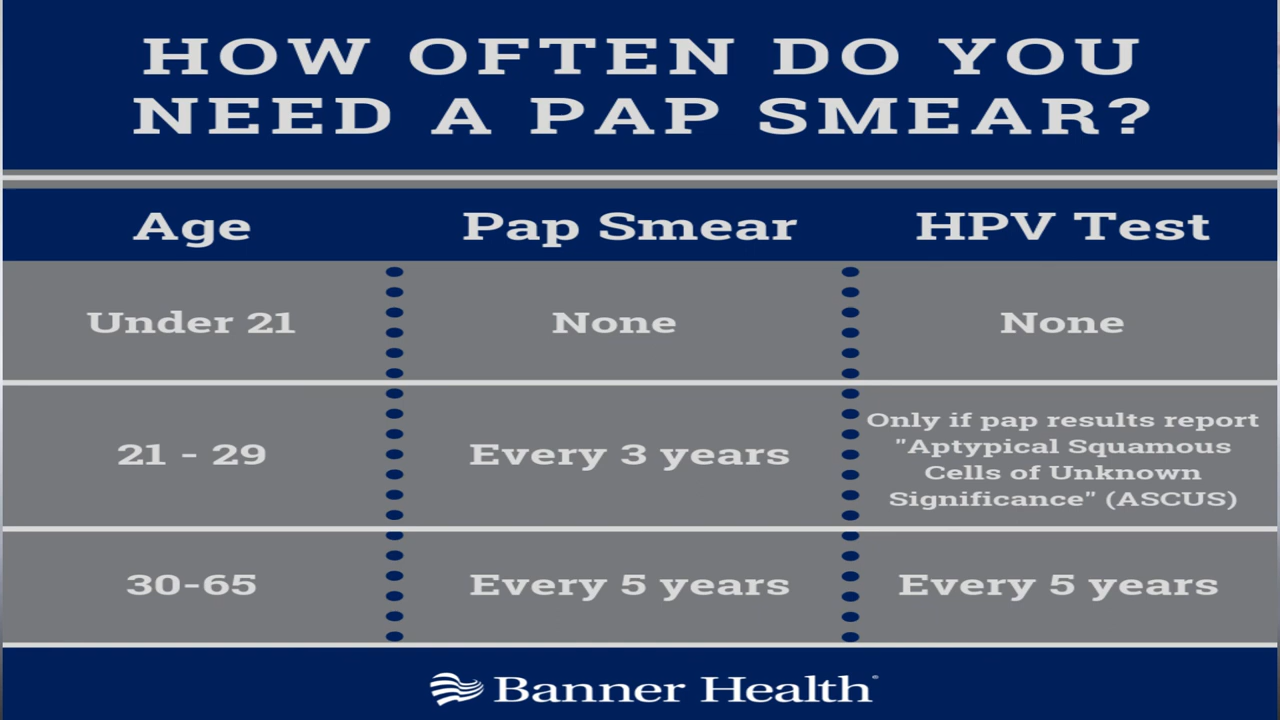 HOW OFTEN DO YOU
NEED A PAP SMEAR?
Age Pap Smear HPV Test
Under 21 None None
21 - 29 Every 3 years Only if pap results report
"Aptypical Squamous
Cells of Unknown
Significance" (ASCUS)
30-65 Every 5 years Every 5 years
Banner Health